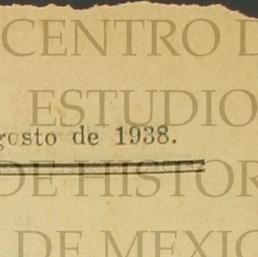 CENTRO D
ESTUDIO
gosto de 1938.
DE HISTOR
DE MEXIC